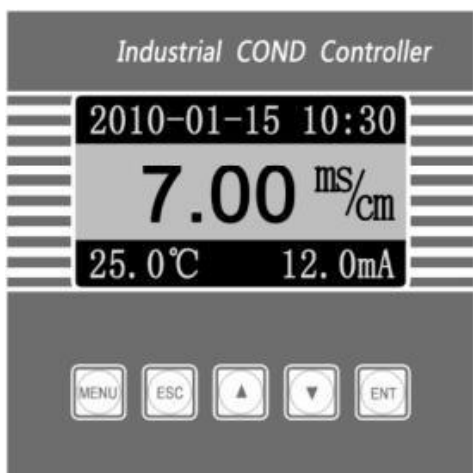 Industrial COND Controller
2010-01-15 10:30
7.00 ms/cm
25.0℃ 12.0mA
MENU ESC ▲ ▼ ENT